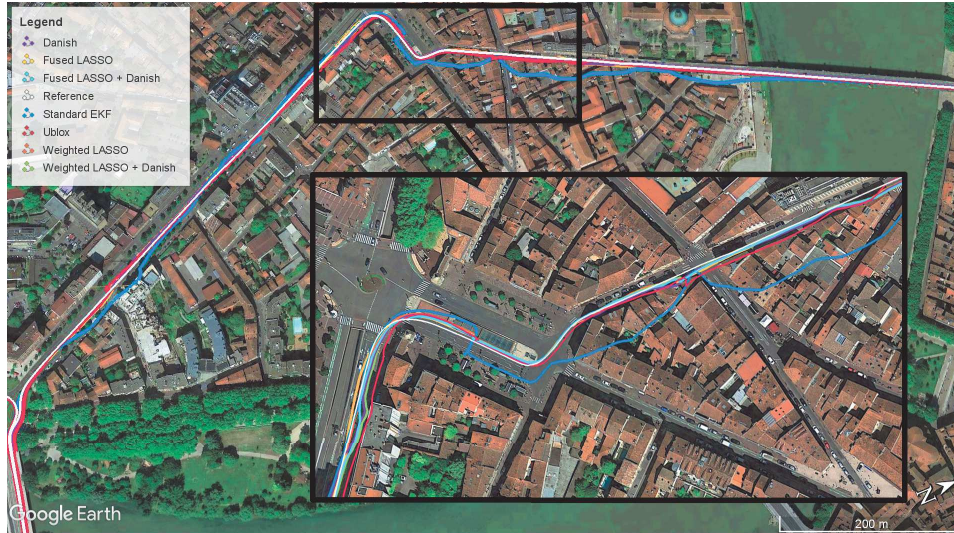 Legend
Danish
Fused LASSO
Fused LASSO + Danish
Reference
Standard EKF
Ublox
Weighted LASSO
Weighted LASSO + Danish
N
Google Earth
200 m